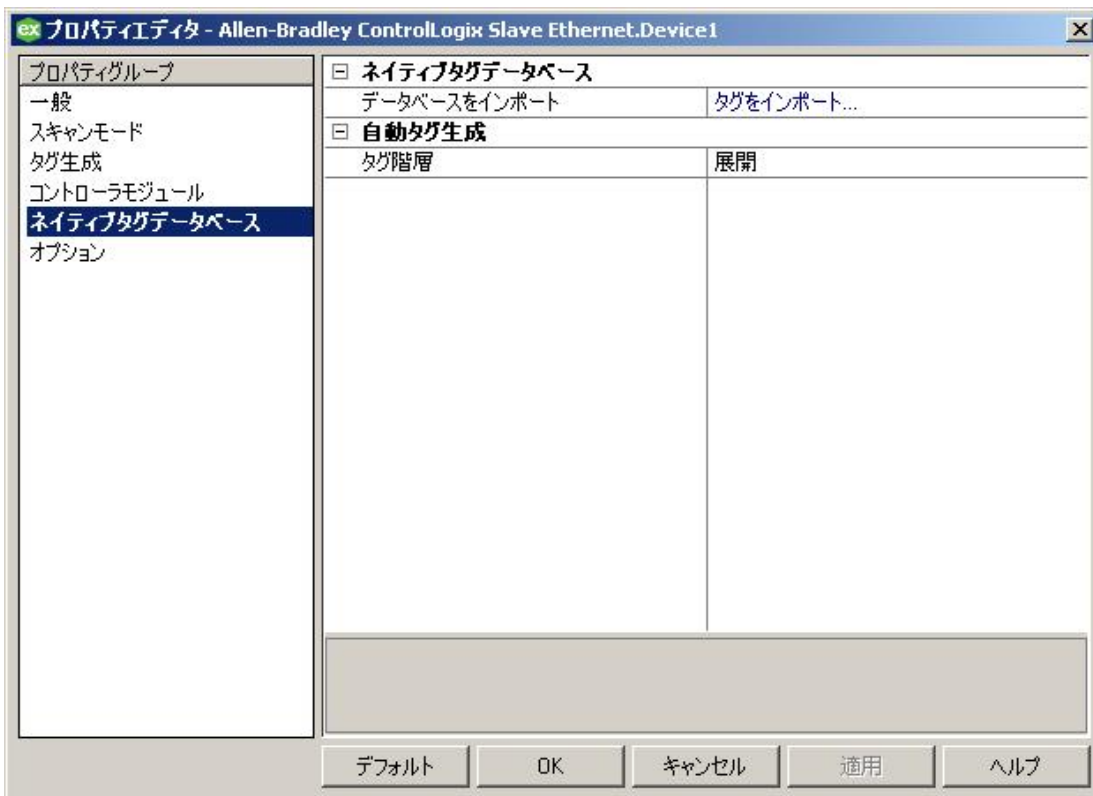 ex プロパティエディタ - Allen-Bradley ControlLogix Slave Ethernet.Device1
プロパティグループ
一般
スキャンモード
タグ生成
コントローラモジュール
ネイティブタグデータベース
オプション
ネイティブタグデータベース
データベースをインポート タグをインポート...
自動タグ生成
タグ階層 展開
デフォルト OK キャンセル 適用 ヘルプ